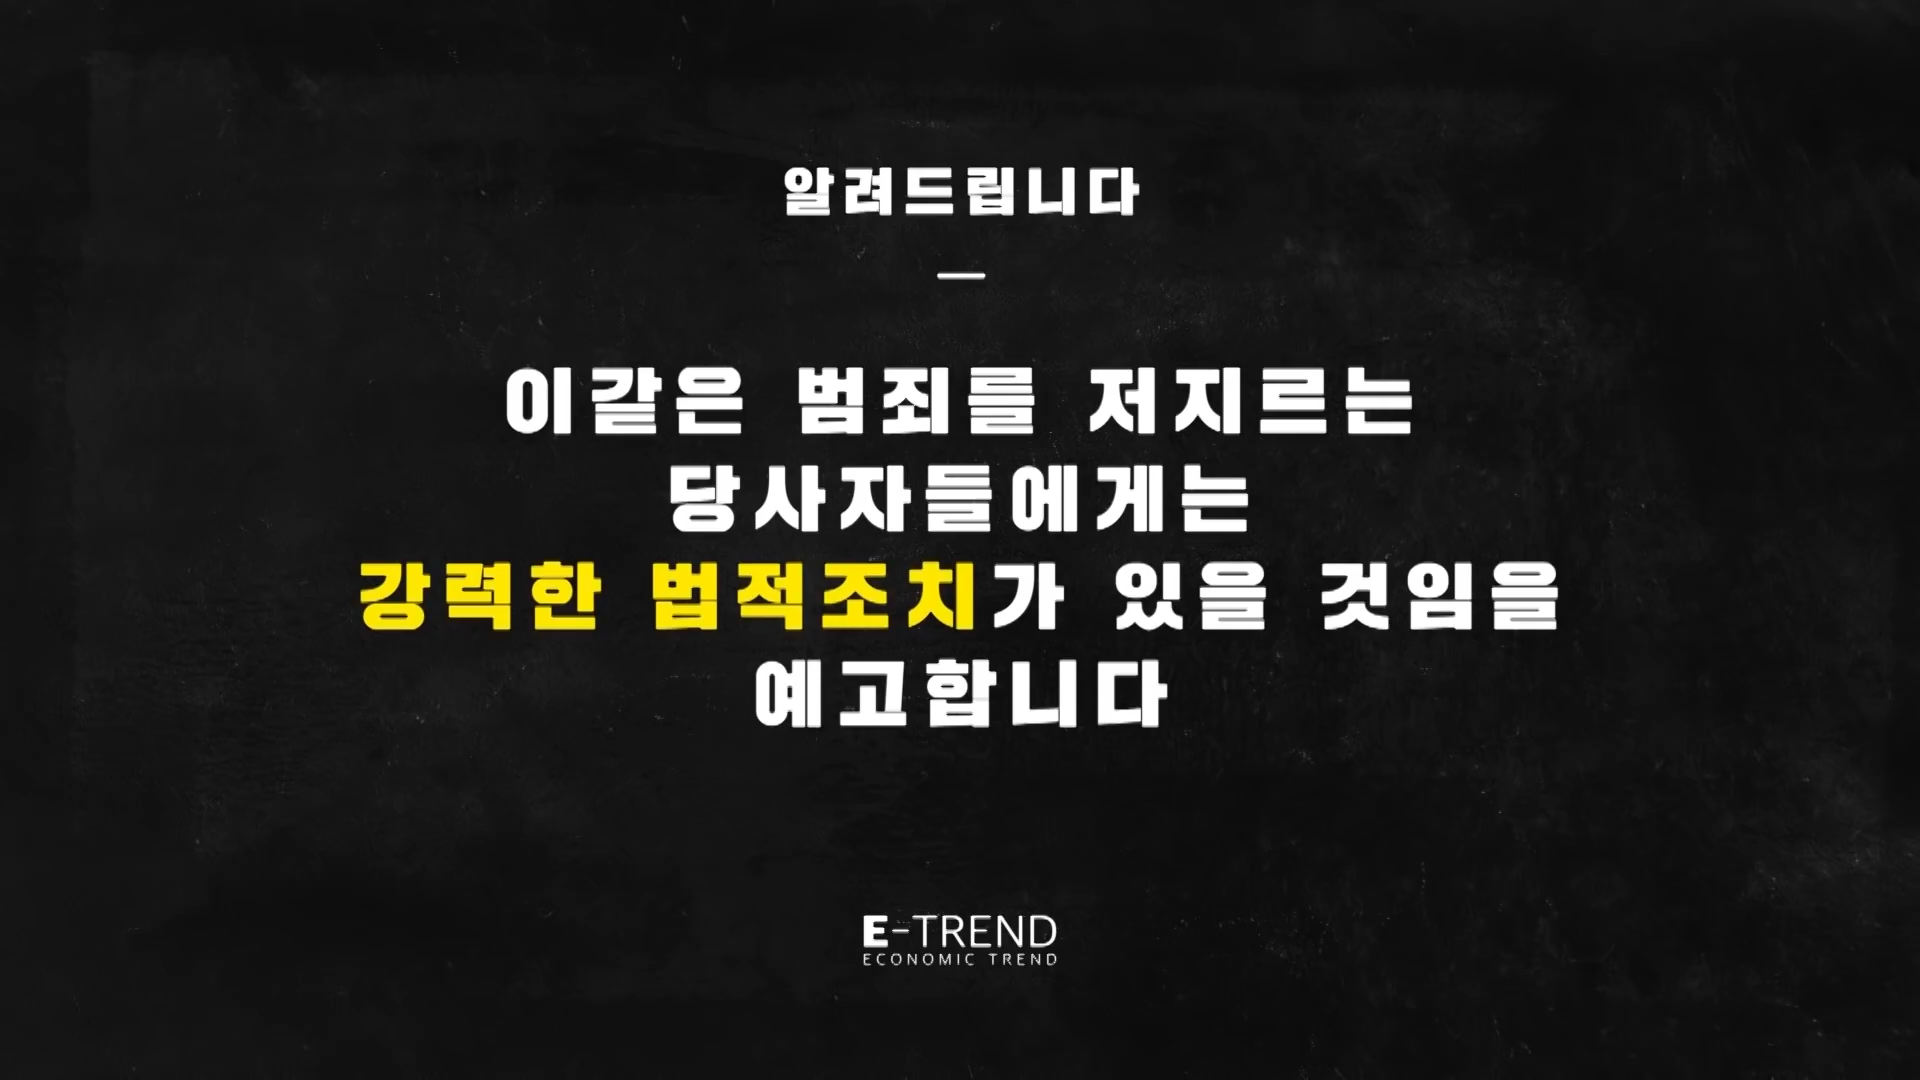 알려드립니다
—
이같은 범죄를 저지르는
당사자들에게는
강력한 법적조치가 있을 것임을
예고합니다
E-TREND
ECONOMIC TREND